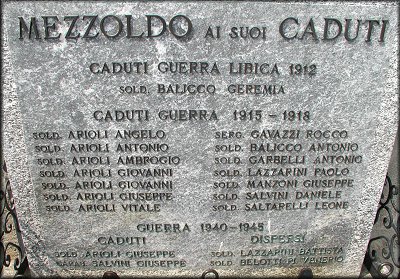 MEZZOLDO AI SUOI CADUTI
CADUTI GUERRA LIBICA 1912
SOLD. BALICCO GEREMIA
CADUTI GUERRA 1915 - 1918
SOLD. ARIOLI ANGELO
SOLD. ARIOLI ANTONIO
SOLD. ARIOLI AMBROGIO
SOLD. ARIOLI GIOVANNI
SOLD. ARIOLI GIOVANNI
SOLD. ARIOLI GIUSEPPE
SOLD. ARIOLI VITALE
SERG. GAVAZZI ROCCO
SOLD. BALICCO ANTONIO
SOLD. GARBELLI ANTONIO
SOLD. LAZZARINI PAOLO
SOLD. MANZONI GIUSEPPE
SOLD. SALVINI DANIELE
SOLD. SALTARELLI LEONE
GUERRA 1940-1945
CADUTI
SOLD. ARIOLI GIUSEPPE
SALVINI GIUSEPPE
DISPERSI
SOLD. LAZZARINI BATTISTA
SOLD. BELOTTI VENERIO